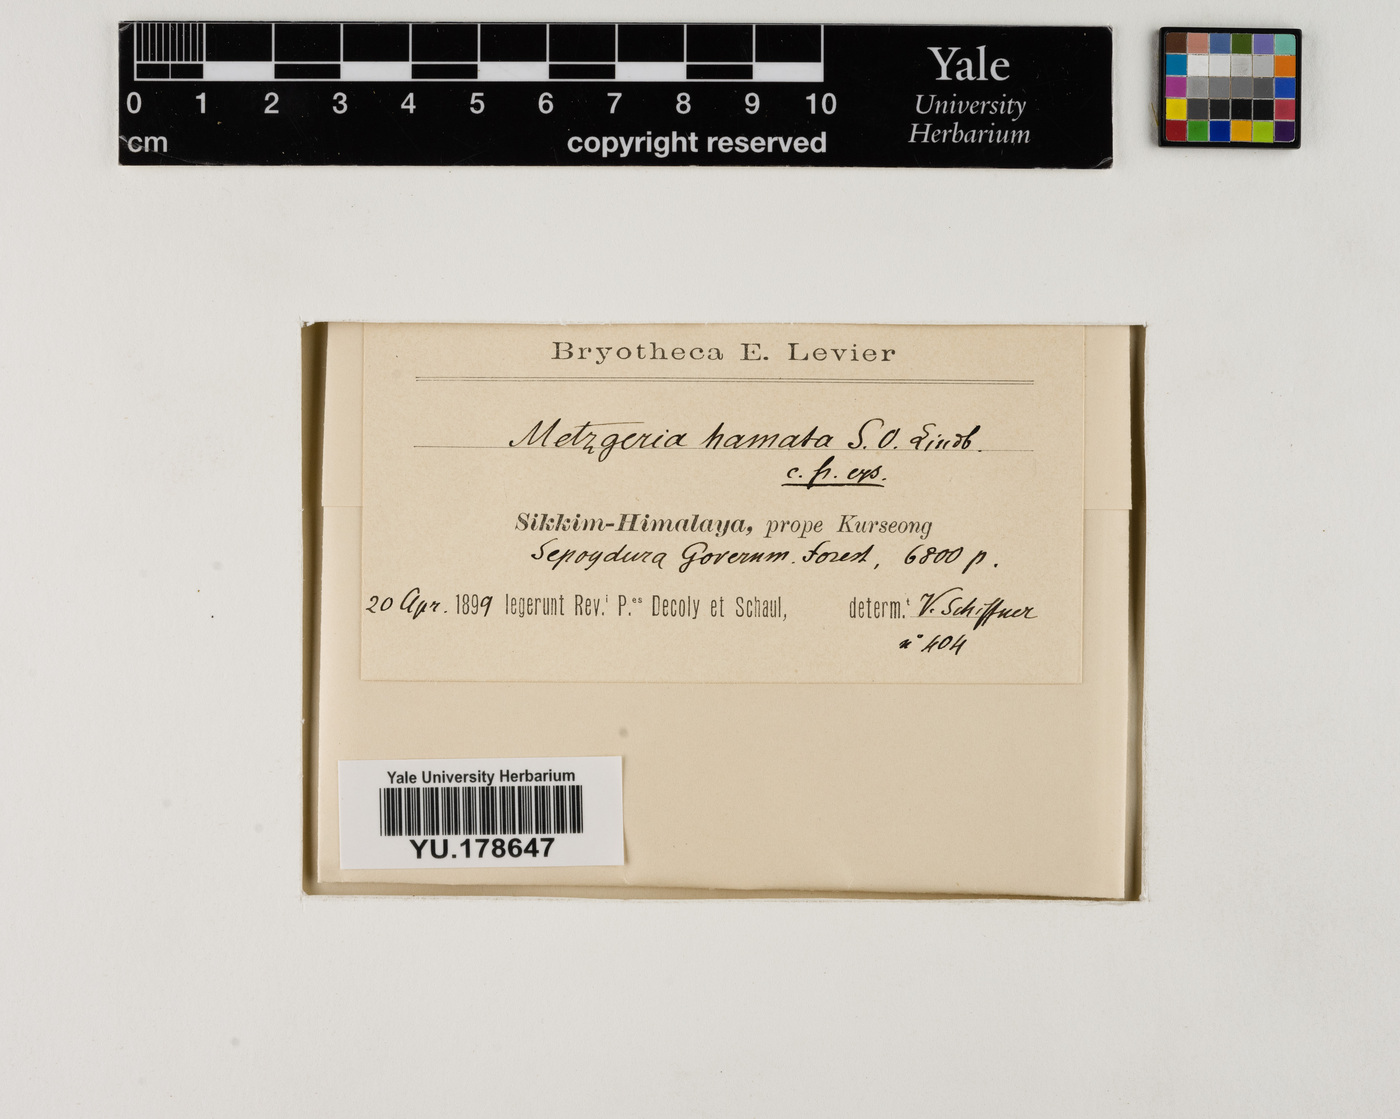 0 1 2 3 4 5 6 7 8 9 10
cm copyright reserved
Yale
University
Herbarium
Bryotheca E. Levier
Metzgeria hamata S. O. Lindb.
c. fr. cps.
Sikkim-Himalaya, prope Kurseong
Sepoydura Governm. Forest, 6800 p.
20 Apr. 1899 legerunt Rev.i P.es Decoly et Schaul, determ.t V. Schiffner
n° 404
Yale University Herbarium
YU.178647